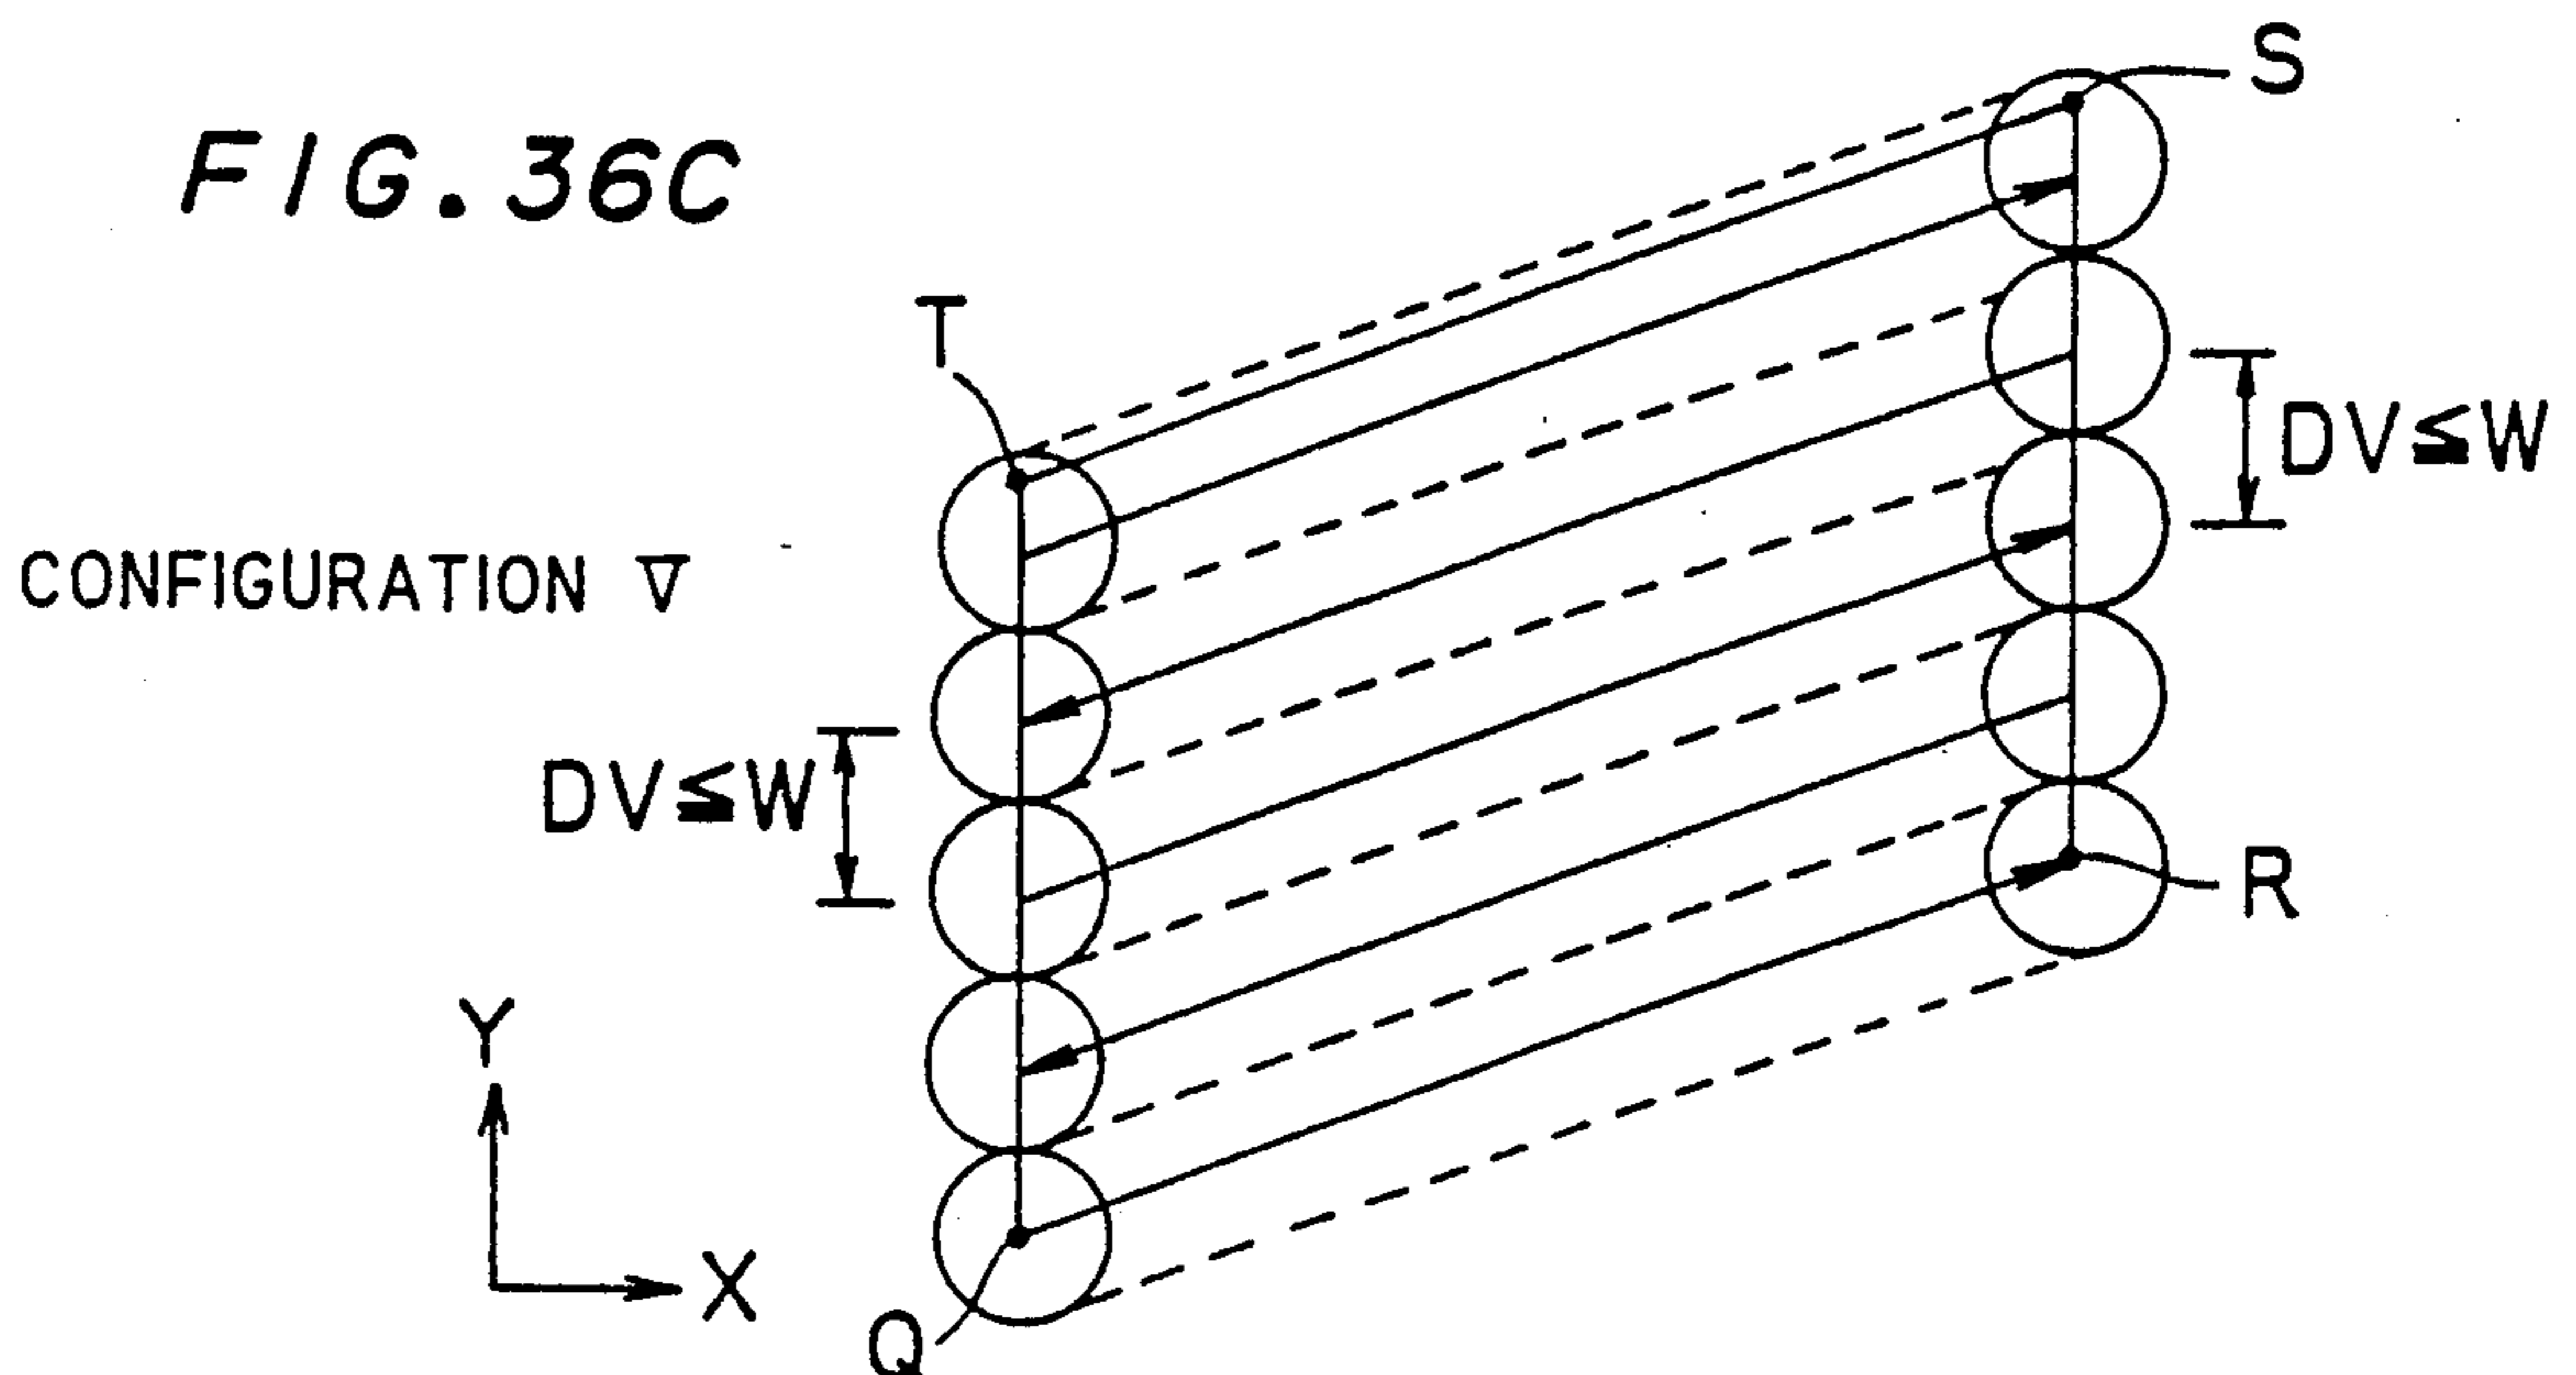 FIG. 36C
S
T
DV≦W
CONFIGURATION V
DV≦W
R
Y
X
Q